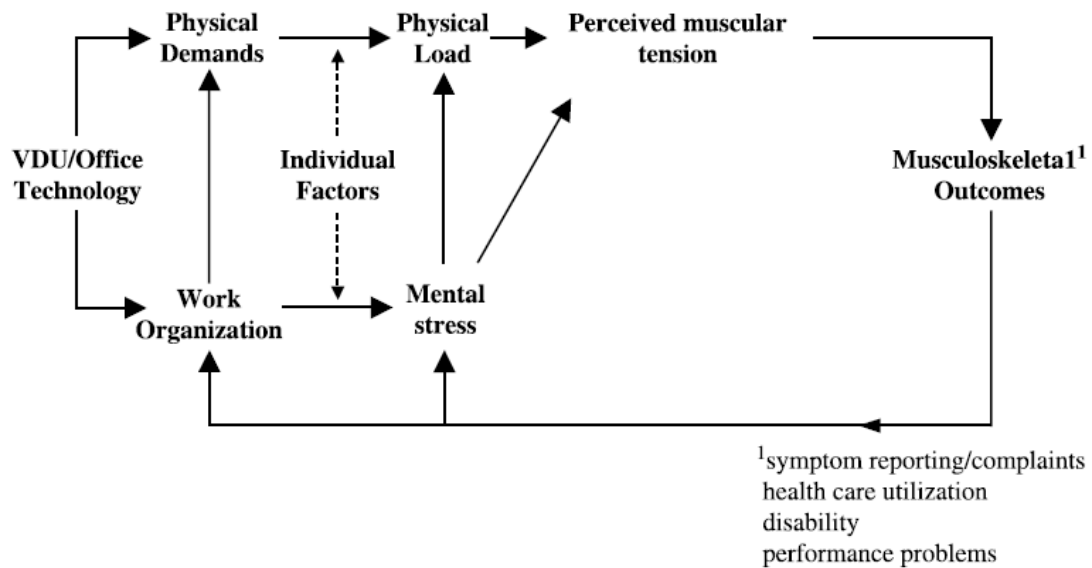 Physical
Demands
Physical
Load
Perceived muscular
tension
VDU/Office
Technology
Individual
Factors
Musculoskeleta1¹
Outcomes
Work
Organization
Mental
stress
¹symptom reporting/complaints
health care utilization
disability
performance problems